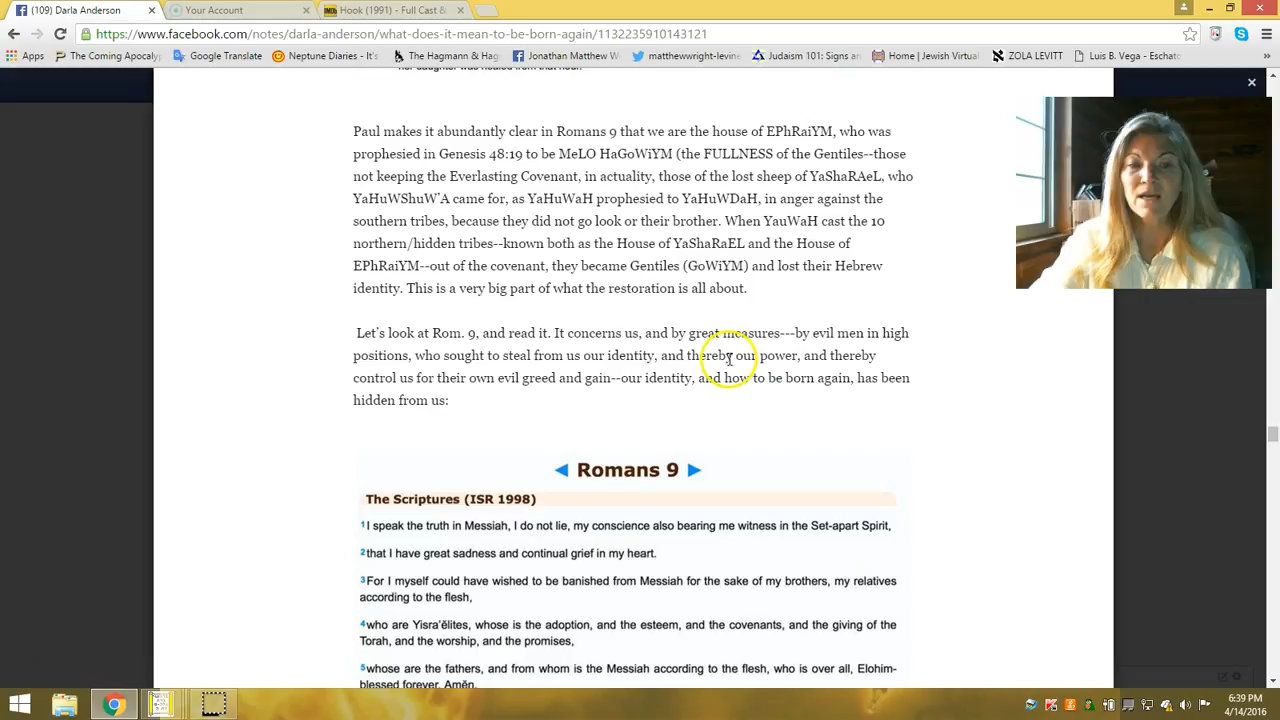 (109) Darla Anderson
Your Account
Hook (1991) - Full Cast &
https://www.facebook.com/notes/darla-anderson/what-does-it-mean-to-be-born-again/1132235910143121
Apps
The Coming Apocalyp
Google Translate
Neptune Diaries - It's
The Hagmann & Hag
Jonathan Matthew W
matthewwright-levine
Judaism 101: Signs an
Home | Jewish Virtual
ZOLA LEVITT
Luis B. Vega - Eschato
Paul makes it abundantly clear in Romans 9 that we are the house of EPhRaiYM, who was
prophesied in Genesis 48:19 to be MeLO HaGoWiYM (the FULLNESS of the Gentiles--those
not keeping the Everlasting Covenant, in actuality, those of the lost sheep of YaShaRAeL, who
YaHuWShuW'A came for, as YaHuWaH prophesied to YaHuWDaH, in anger against the
southern tribes, because they did not go look or their brother. When YauWaH cast the 10
northern/hidden tribes--known both as the House of YaShaRaEL and the House of
EPhRaiYM--out of the covenant, they became Gentiles (GoWiYM) and lost their Hebrew
identity. This is a very big part of what the restoration is all about.
Let's look at Rom. 9, and read it. It concerns us, and by great measures---by evil men in high
positions, who sought to steal from us our identity, and thereby our power, and thereby
control us for their own evil greed and gain--our identity, and how to be born again, has been
hidden from us:
Romans 9
The Scriptures (ISR 1998)
1I speak the truth in Messiah, I do not lie, my conscience also bearing me witness in the Set-apart Spirit,
2that I have great sadness and continual grief in my heart.
3For I myself could have wished to be banished from Messiah for the sake of my brothers, my relatives
according to the flesh,
4who are Yisra'ĕlites, whose is the adoption, and the esteem, and the covenants, and the giving of the
Torah, and the worship, and the promises,
5whose are the fathers, and from whom is the Messiah according to the flesh, who is over all, Elohim-
blessed forever. Amĕn.
6:39 PM
4/14/2016